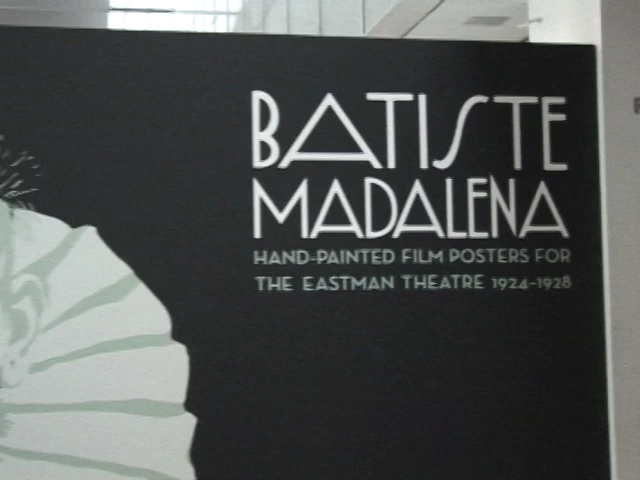 BATISTE
MADALENA
HAND-PAINTED FILM POSTERS FOR
THE EASTMAN THEATRE 1924-1928